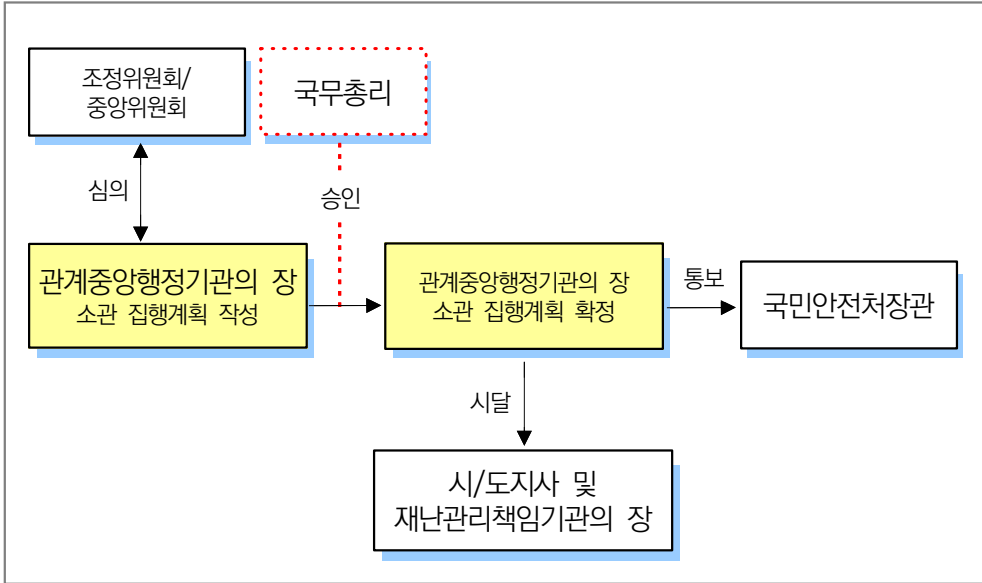 조정위원회/
중앙위원회
국무총리
심의
승인
관계중앙행정기관의 장
소관 집행계획 작성
관계중앙행정기관의 장
소관 집행계획 확정
통보
국민안전처장관
시달
시/도지사 및
재난관리책임기관의 장